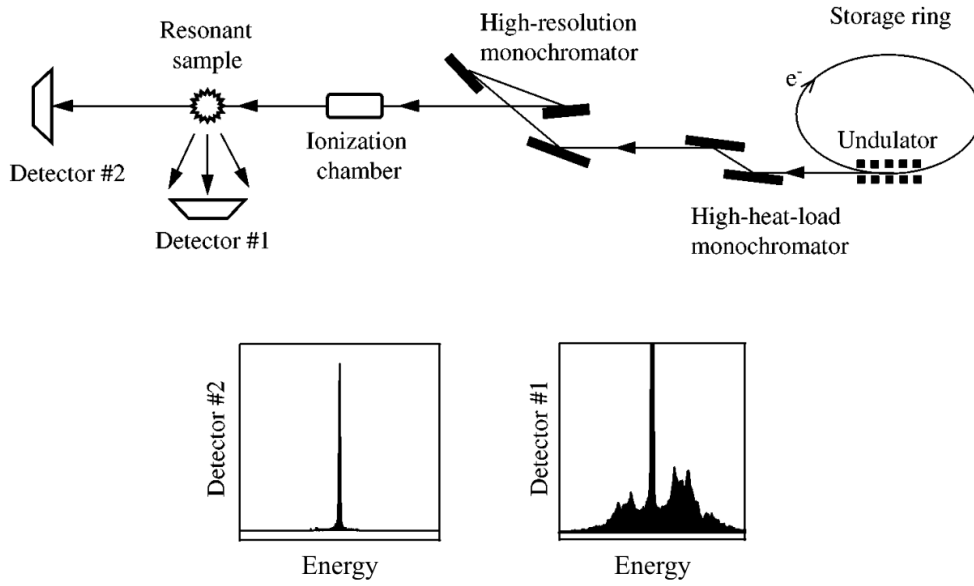 Storage ring
High-resolution
monochromator
Resonant
sample
e-
Undulator
Ionization
chamber
Detector #2
Detector #1
High-heat-load
monochromator
Detector #2
Energy
Detector #1
Energy